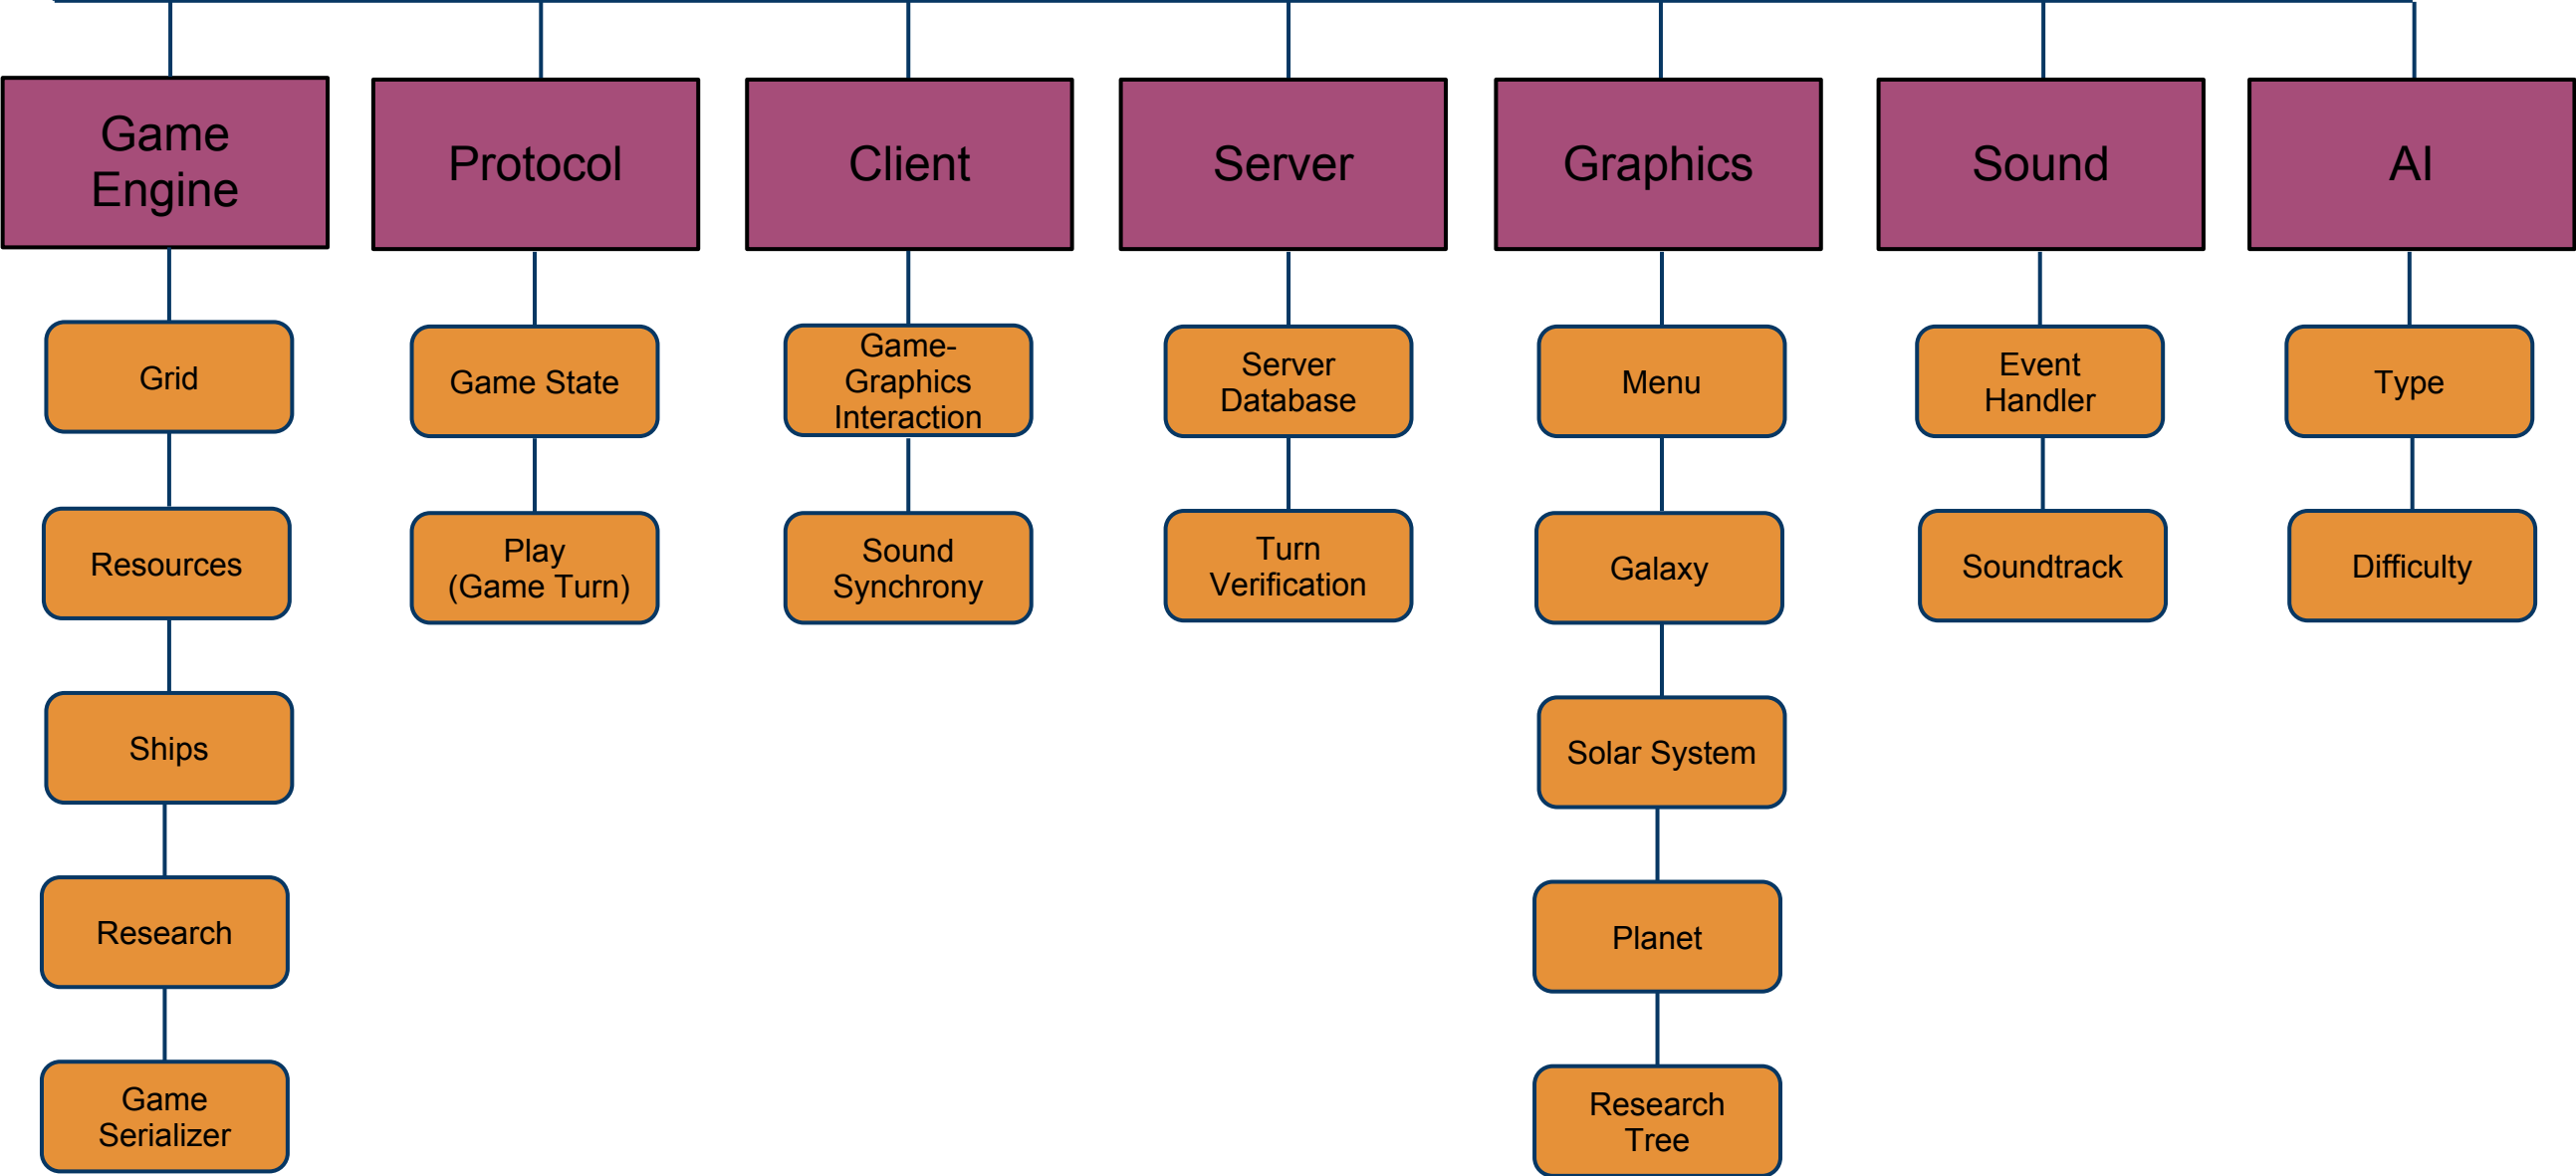 Game
Engine
Protocol
Client
Server
Graphics
Sound
AI
Grid
Game State
Game-
Graphics
Interaction
Server
Database
Menu
Event
Handler
Type
Resources
Play
(Game Turn)
Sound
Synchrony
Turn
Verification
Galaxy
Soundtrack
Difficulty
Ships
Solar System
Research
Planet
Game
Serializer
Research
Tree